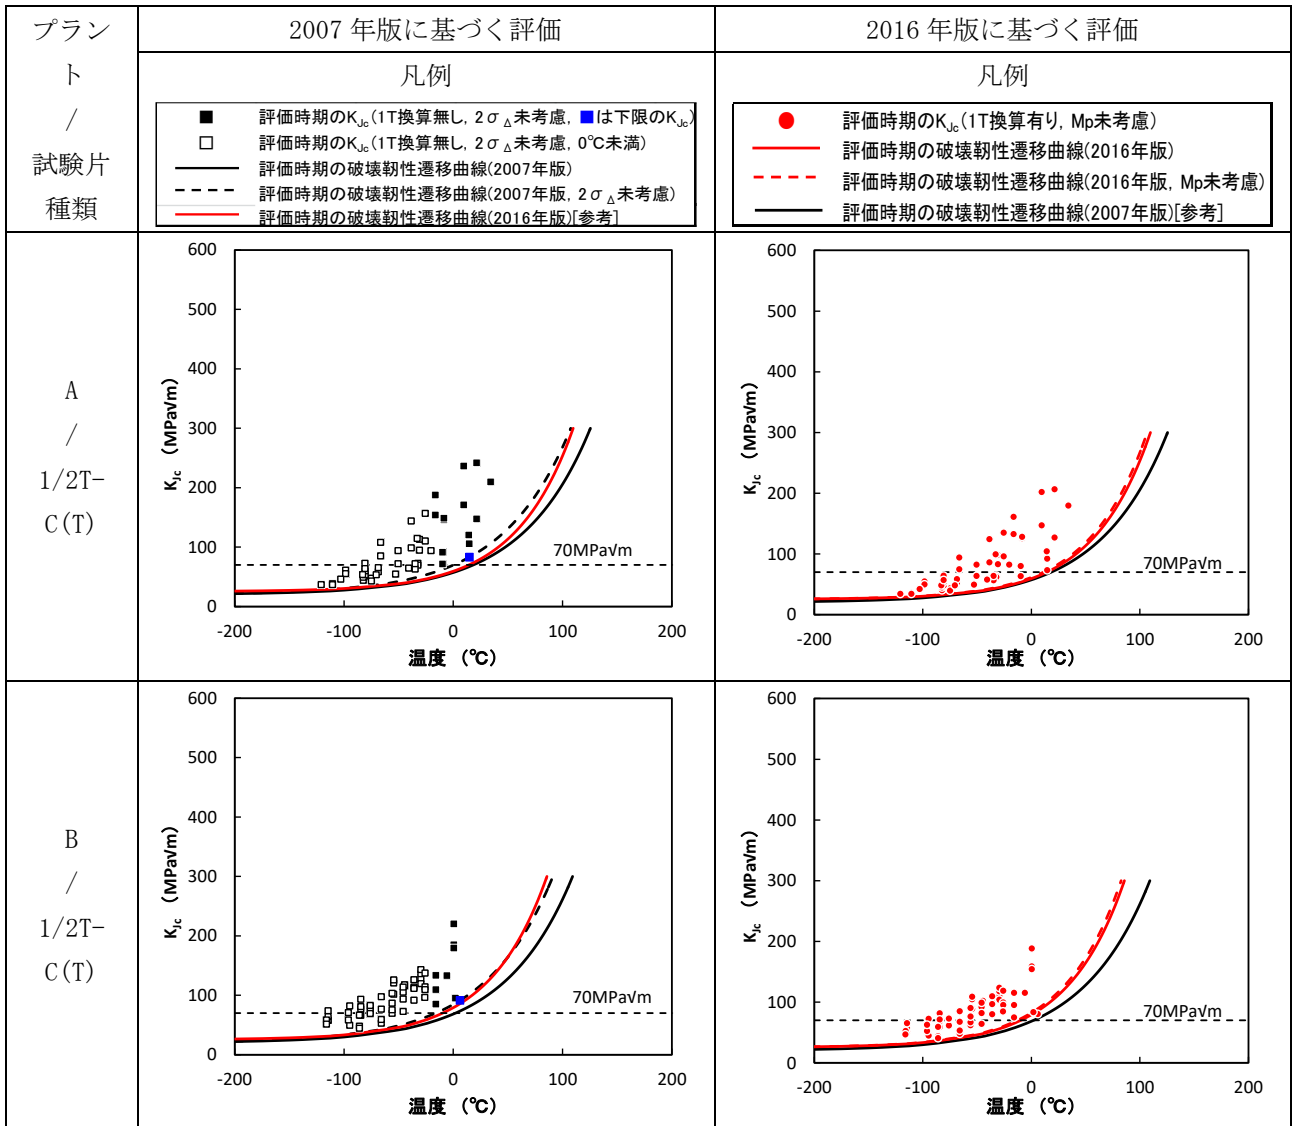 プラン
ト
/
試験片
種類
2007 年版に基づく評価
2016 年版に基づく評価
凡例
評価時期のKJc(1T換算無し, 2σΔ未考慮, ■は下限のKJc)
評価時期のKJc(1T換算無し, 2σΔ未考慮, 0℃未満)
評価時期の破壊靭性遷移曲線(2007年版)
評価時期の破壊靭性遷移曲線(2007年版, 2σΔ未考慮)
評価時期の破壊靭性遷移曲線(2016年版)[参考]
凡例
評価時期のKJc(1T換算有り, Mp未考慮)
評価時期の破壊靭性遷移曲線(2016年版)
評価時期の破壊靭性遷移曲線(2016年版, Mp未考慮)
評価時期の破壊靭性遷移曲線(2007年版)[参考]
A
/
1/2T-
C(T)
600
500
400
300
200
100
0
KJc (MPa√m)
70MPa√m
-200 -100 0 100 200
温度 (℃)
600
500
400
300
200
100
0
KJc (MPa√m)
70MPa√m
-200 -100 0 100 200
温度 (℃)
B
/
1/2T-
C(T)
600
500
400
300
200
100
0
KJc (MPa√m)
70MPa√m
-200 -100 0 100 200
温度 (℃)
600
500
400
300
200
100
0
KJc (MPa√m)
70MPa√m
-200 -100 0 100 200
温度 (℃)